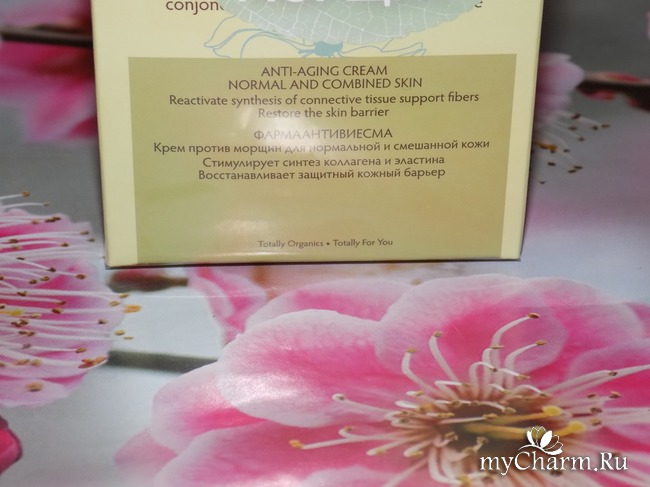 ANTI-AGING CREAM
NORMAL AND COMBINED SKIN
Reactivate synthesis of connective tissue support fibers
Restore the skin barrier
ФАРМААНТИВИЕСМА
Крем против морщин для нормальной и смешанной кожи
Стимулирует синтез коллагена и эластина
Восстанавливает защитный кожный барьер
Totally Organics • Totally For You
myCharm.Ru